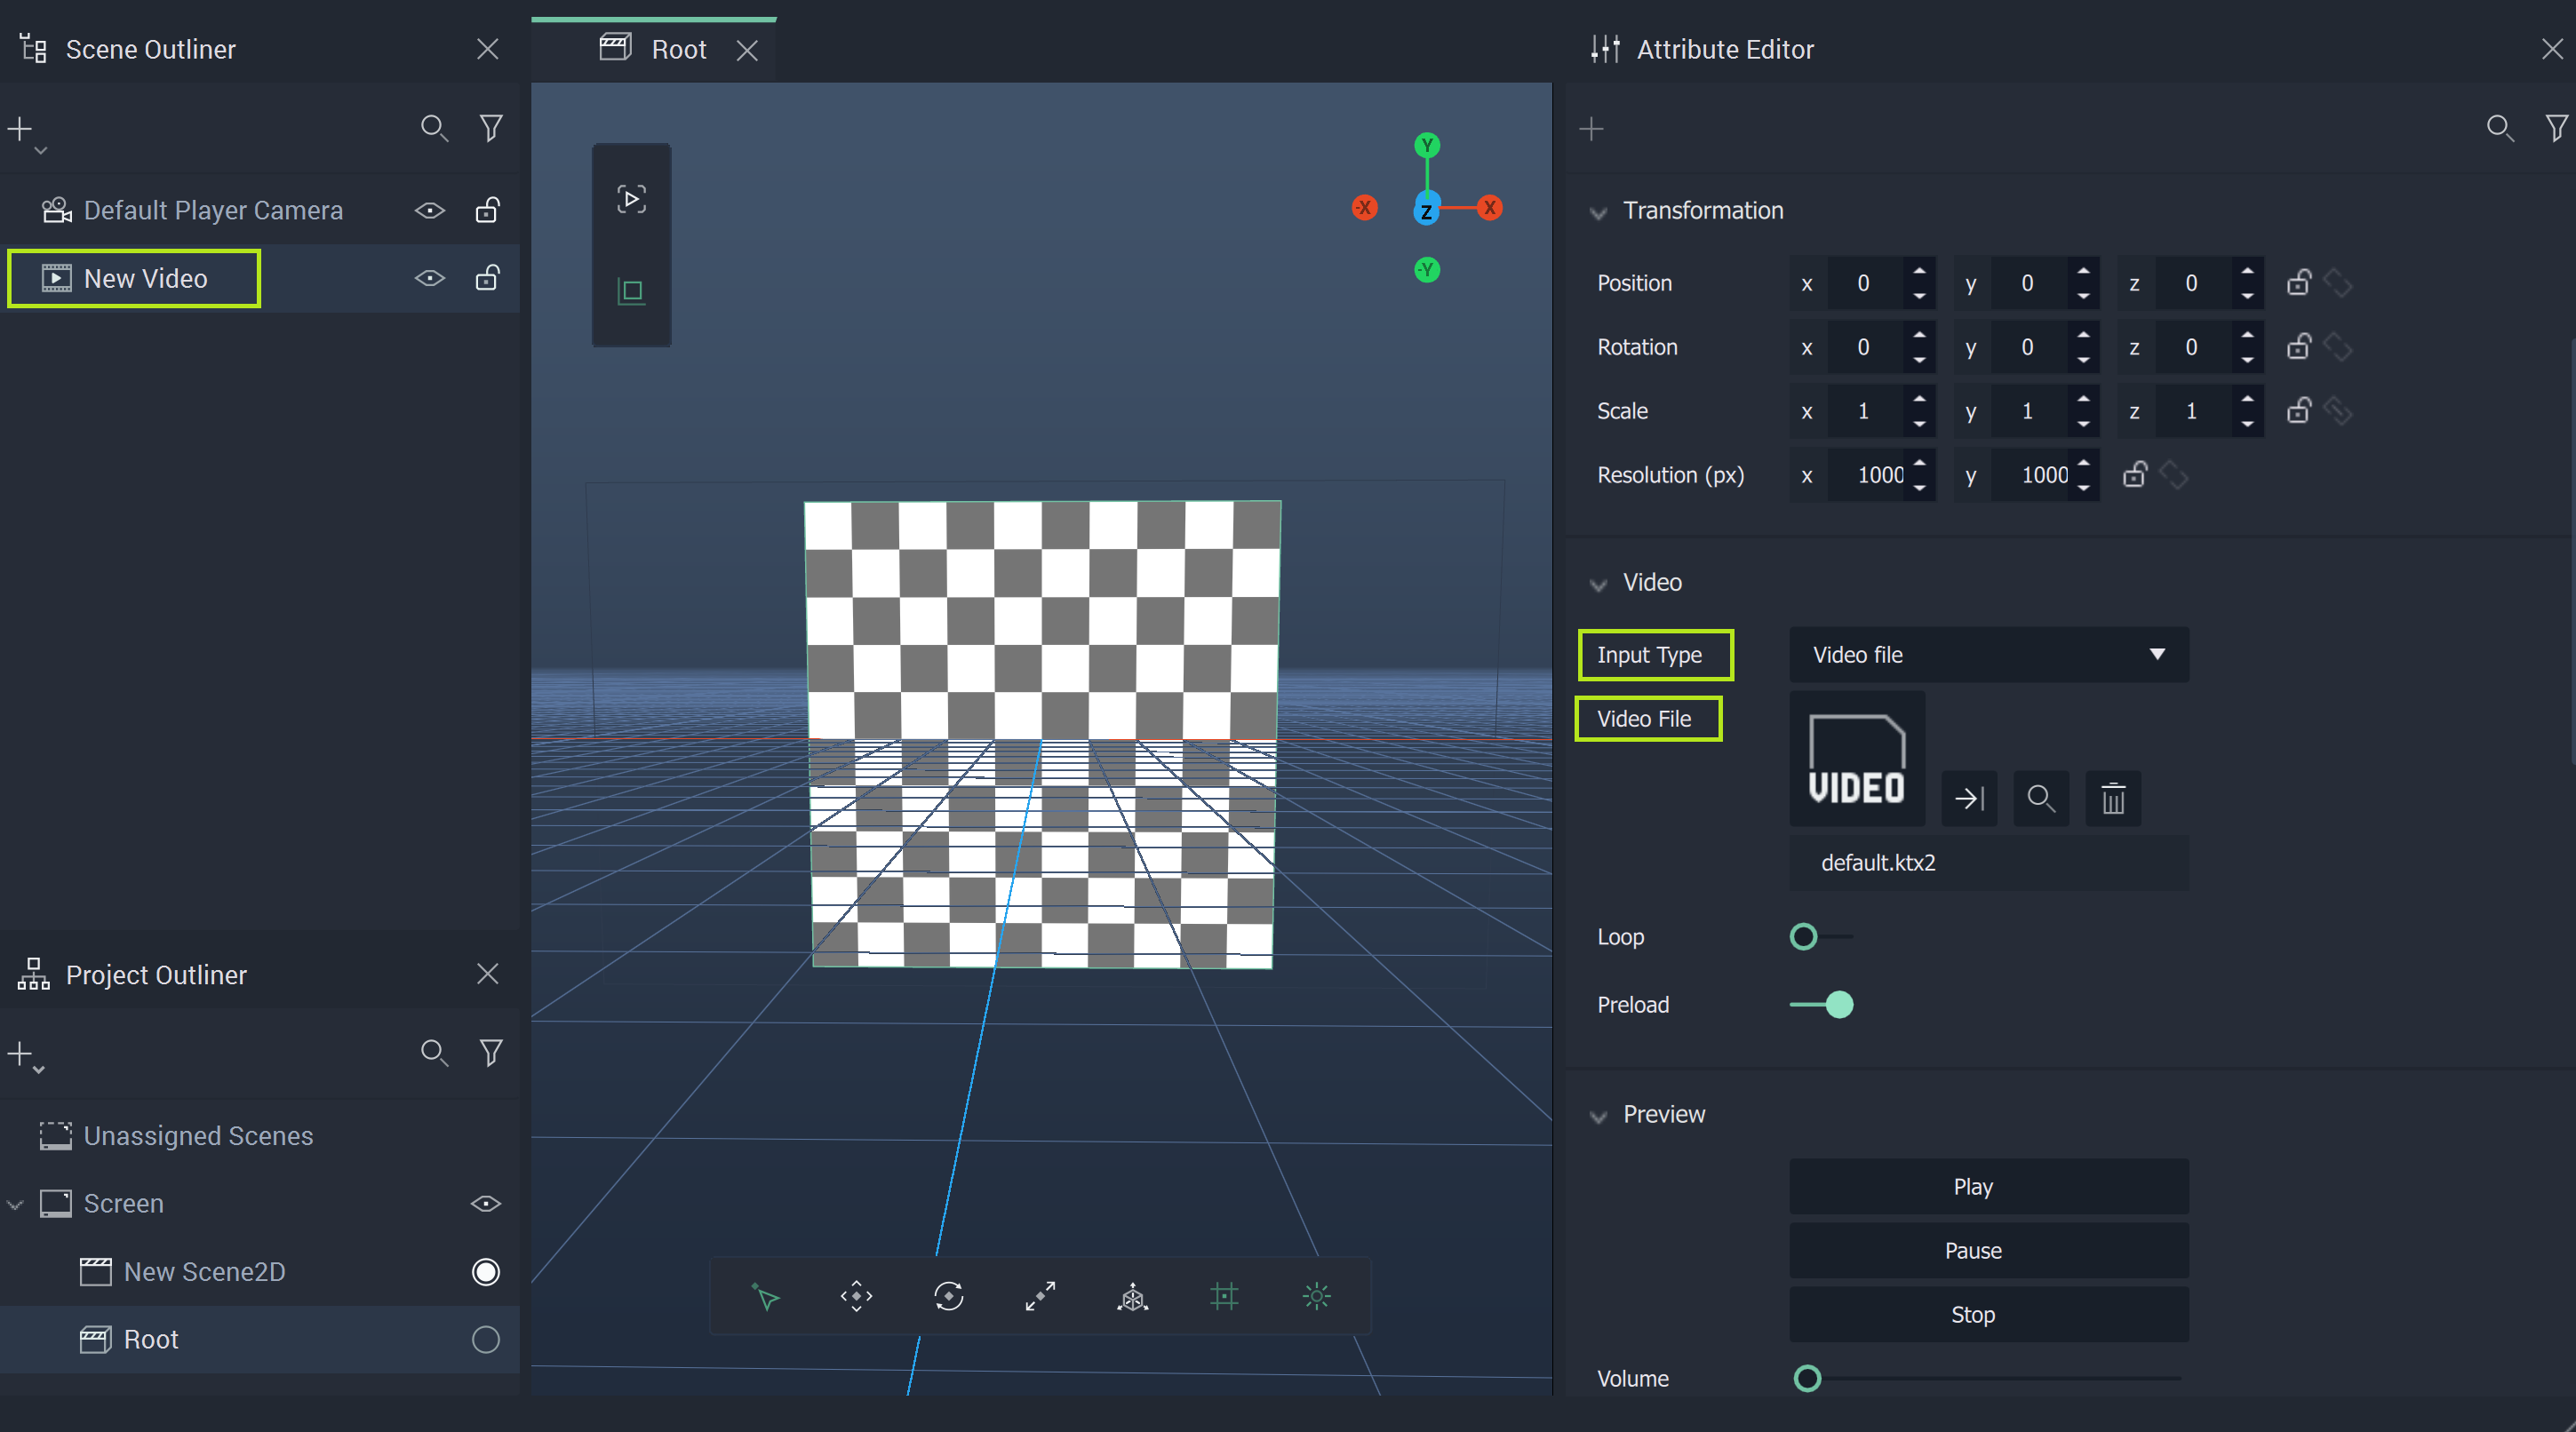 Scene Outliner
Default Player Camera
New Video
Project Outliner
Unassigned Scenes
Screen
New Scene2D
Root
Root
Y
-X
Z
X
-Y
Attribute Editor
Transformation
Position x 0 y 0 z 0
Rotation x 0 y 0 z 0
Scale x 1 y 1 z 1
Resolution (px) x 1000 y 1000
Video
Input Type Video file
Video File VIDEO
default.ktx2
Loop
Preload
Preview
Play
Pause
Stop
Volume